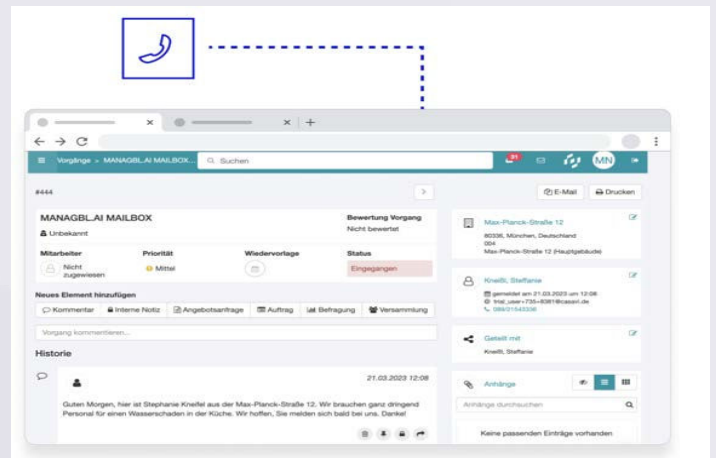 Vorgänge » MANAGBL.AI MAILBOX...
Suchen
31
MN
#444
E-Mail
Drucken
MANAGBL.AI MAILBOX
Unbekannt
Bewertung Vorgang
Nicht bewertet
Mitarbeiter
Priorität
Wiedervorlage
Status
Nicht
zugewiesen
Mittel
Eingegangen
Neues Element hinzufügen
Kommentar
Interne Notiz
Angebotsanfrage
Auftrag
Befragung
Versammlung
Vorgang kommentieren...
Historie
21.03.2023 12:08
Guten Morgen, hier ist Stephanie Kneifel aus der Max-Planck-Straße 12. Wir brauchen ganz dringend
Personal für einen Wasserschaden in der Küche. Wir hoffen, Sie melden sich bald bei uns. Danke!
Max-Planck-Straße 12
80336, München, Deutschland
004
Max-Planck-Straße 12 (Hauptgebäude)
Kneißl, Steffanie
gemeldet am 21.03.2023 um 12:08
Geteilt mit
Kneißl, Steffanie
Anhänge
Anhänge durchsuchen
Keine passenden Einträge vorhanden